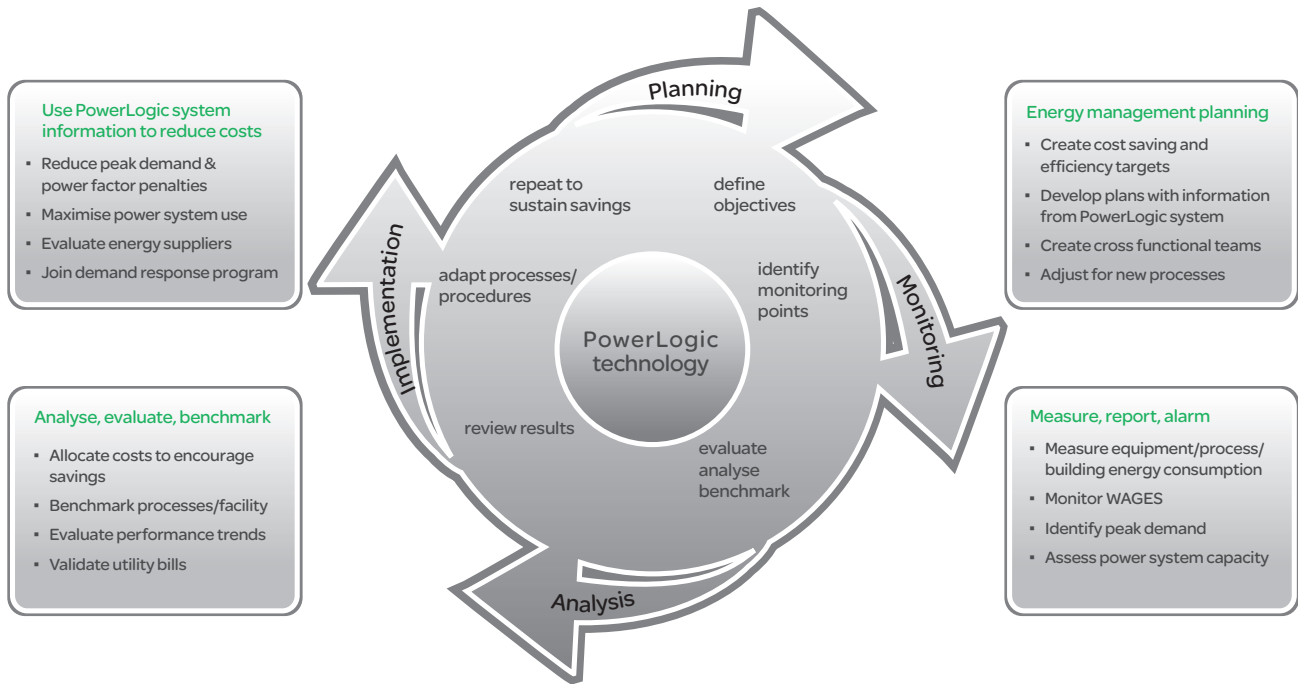 Use PowerLogic system
information to reduce costs
▪ Reduce peak demand &
power factor penalties
▪ Maximise power system use
▪ Evaluate energy suppliers
▪ Join demand response program
Analyse, evaluate, benchmark
▪ Allocate costs to encourage
savings
▪ Benchmark processes/facility
▪ Evaluate performance trends
▪ Validate utility bills
Planning
Monitoring
Analysis
Implementation
repeat to
sustain savings
define
objectives
adapt processes/
procedures
identify
monitoring
points
PowerLogic
technology
review results
evaluate
analyse
benchmark
Energy management planning
▪ Create cost saving and
efficiency targets
▪ Develop plans with information
from PowerLogic system
▪ Create cross functional teams
▪ Adjust for new processes
Measure, report, alarm
▪ Measure equipment/process/
building energy consumption
▪ Monitor WAGES
▪ Identify peak demand
▪ Assess power system capacity